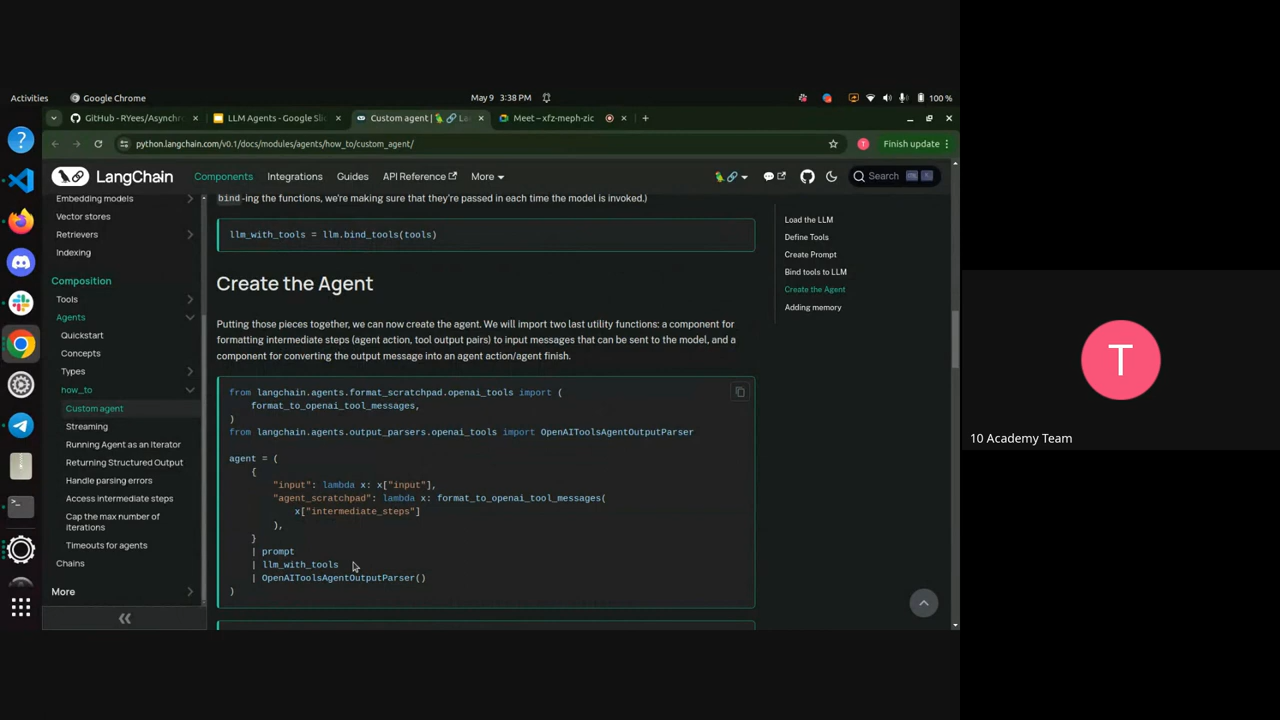 Activities
Google Chrome
May 9 3:38 PM
100 %
GitHub - RYees/Asynchr
LLM Agents - Google Slic
Custom agent | La
Meet – xfz-meph-zic
python.langchain.com/v0.1/docs/modules/agents/how_to/custom_agent/
T
Finish update
LangChain
Components
Integrations
Guides
API Reference
More
Search
Embedding models
Vector stores
Retrievers
Indexing
Composition
Tools
Agents
Quickstart
Concepts
Types
how_to
Custom agent
Streaming
Running Agent as an Iterator
Returning Structured Output
Handle parsing errors
Access intermediate steps
Cap the max number of
iterations
Timeouts for agents
Chains
More
bind-ing the functions, we're making sure that they're passed in each time the model is invoked.)
llm_with_tools = llm.bind_tools(tools)
Create the Agent
Putting those pieces together, we can now create the agent. We will import two last utility functions: a component for
formatting intermediate steps (agent action, tool output pairs) to input messages that can be sent to the model, and a
component for converting the output message into an agent action/agent finish.
from langchain.agents.format_scratchpad.openai_tools import (
format_to_openai_tool_messages,
)
from langchain.agents.output_parsers.openai_tools import OpenAIToolsAgentOutputParser
agent = (
{
"input": lambda x: x["input"],
"agent_scratchpad": lambda x: format_to_openai_tool_messages(
x["intermediate_steps"]
),
}
| prompt
| llm_with_tools
| OpenAIToolsAgentOutputParser()
)
Load the LLM
Define Tools
Create Prompt
Bind tools to LLM
Create the Agent
Adding memory
T
10 Academy Team